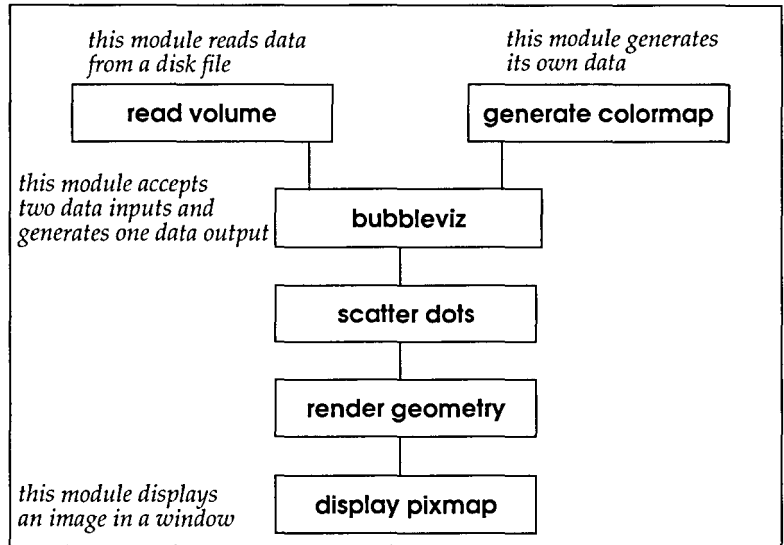 this module reads data
from a disk file
this module generates
its own data
read volume
generate colormap
this module accepts
two data inputs and
generates one data output
bubbleviz
scatter dots
render geometry
this module displays
an image in a window
display pixmap